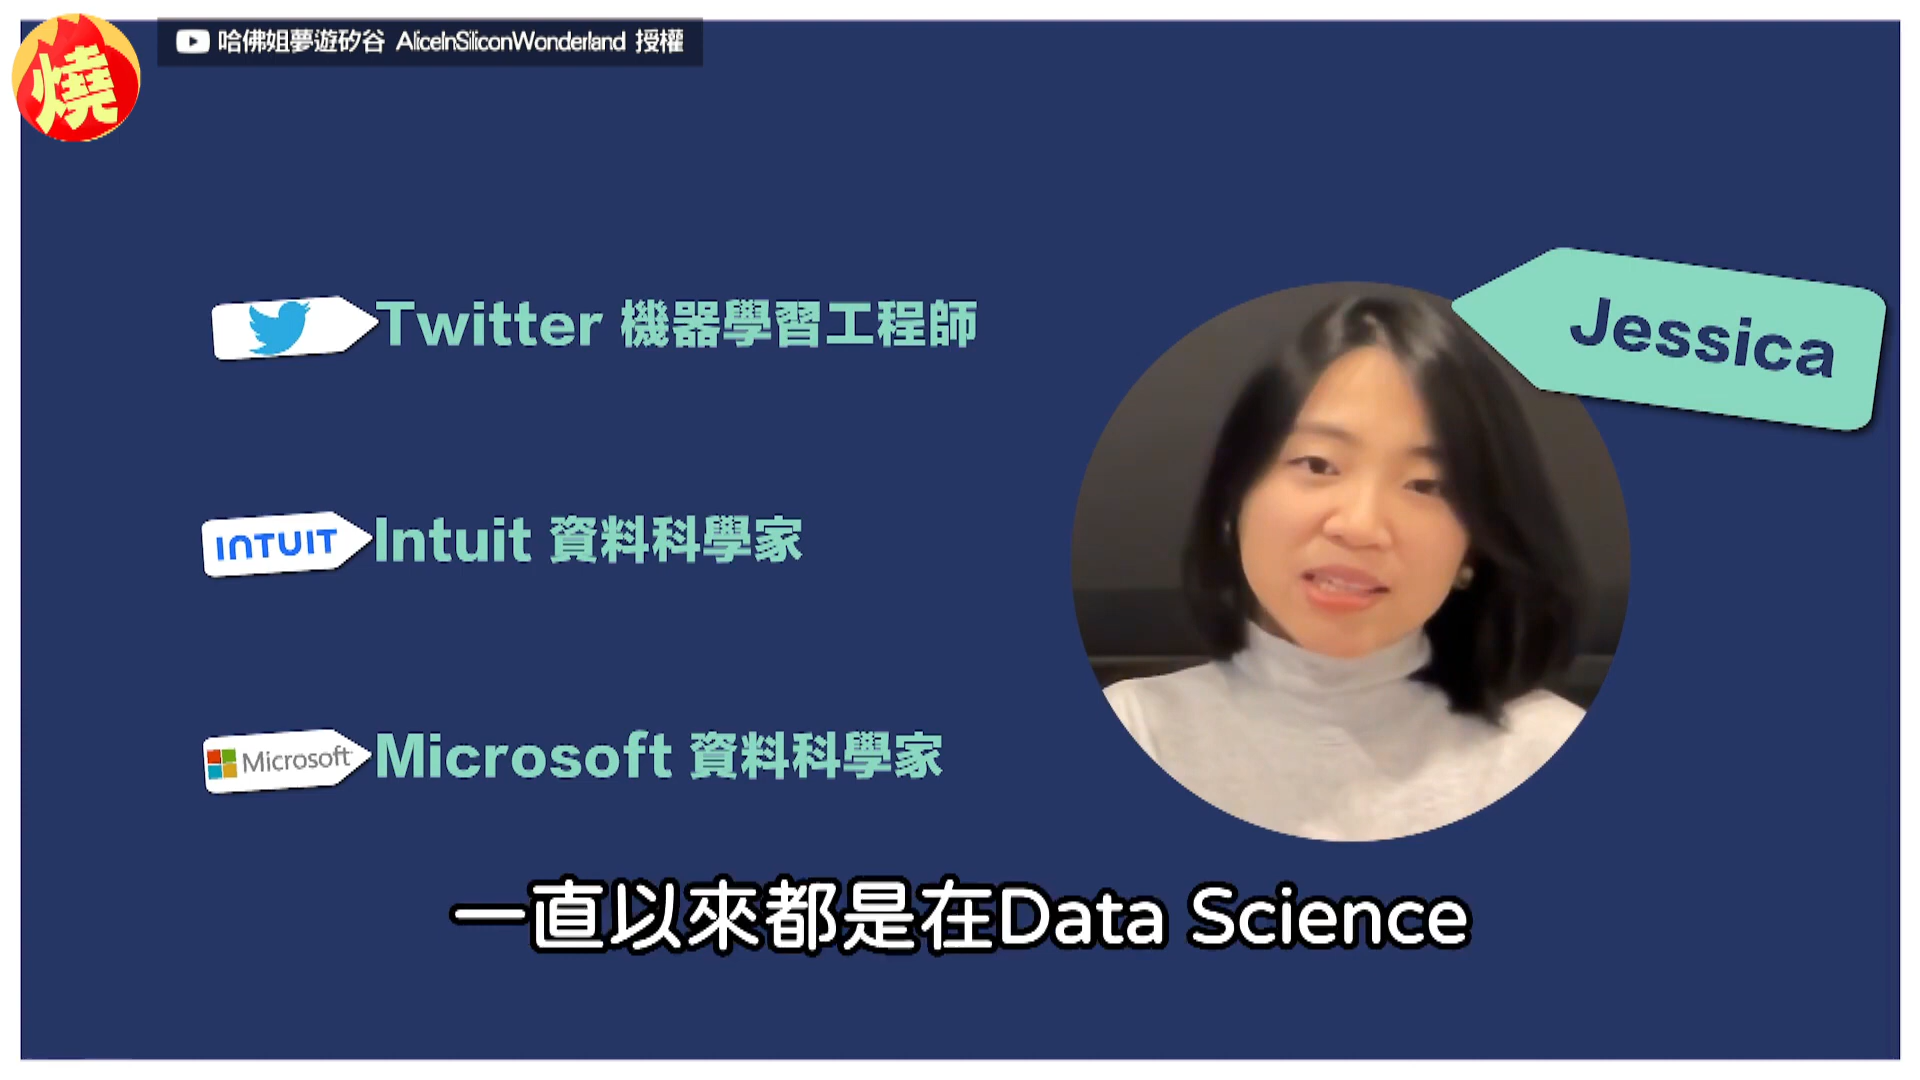 燒
哈佛姐夢遊矽谷 AliceInSiliconWonderland 授權
Jessica
Twitter 機器學習工程師
INTUIT
Intuit 資料科學家
Microsoft
Microsoft 資料科學家
一直以來都是在Data Science